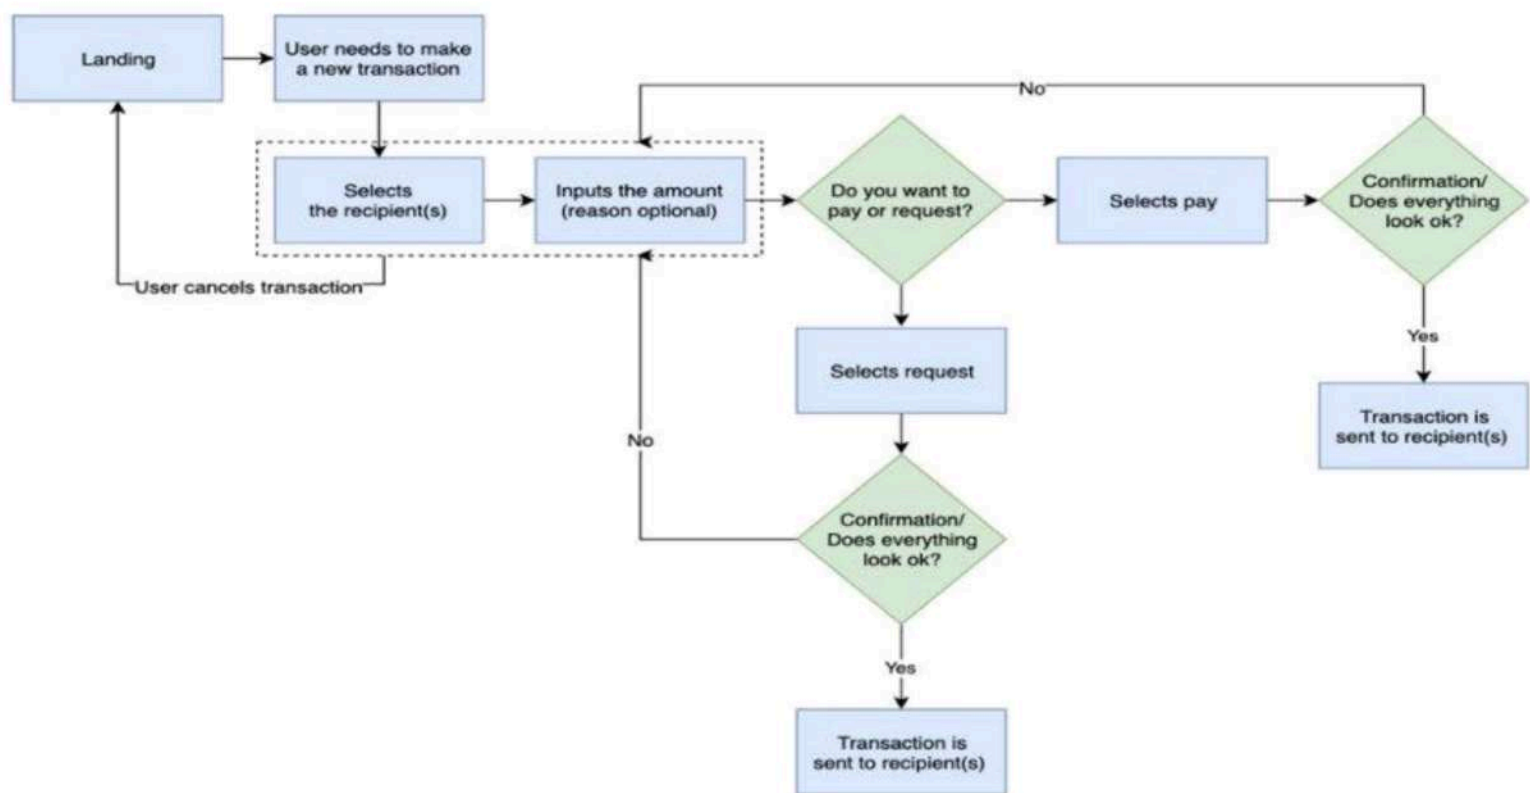 Landing
User needs to make
a new transaction
No
Selects
the recipient(s)
Inputs the amount
(reason optional)
Do you want to
pay or request?
Selects pay
Confirmation/
Does everything
look ok?
User cancels transaction
Yes
Selects request
Transaction is
sent to recipient(s)
No
Confirmation/
Does everything
look ok?
Yes
Transaction is
sent to recipient(s)